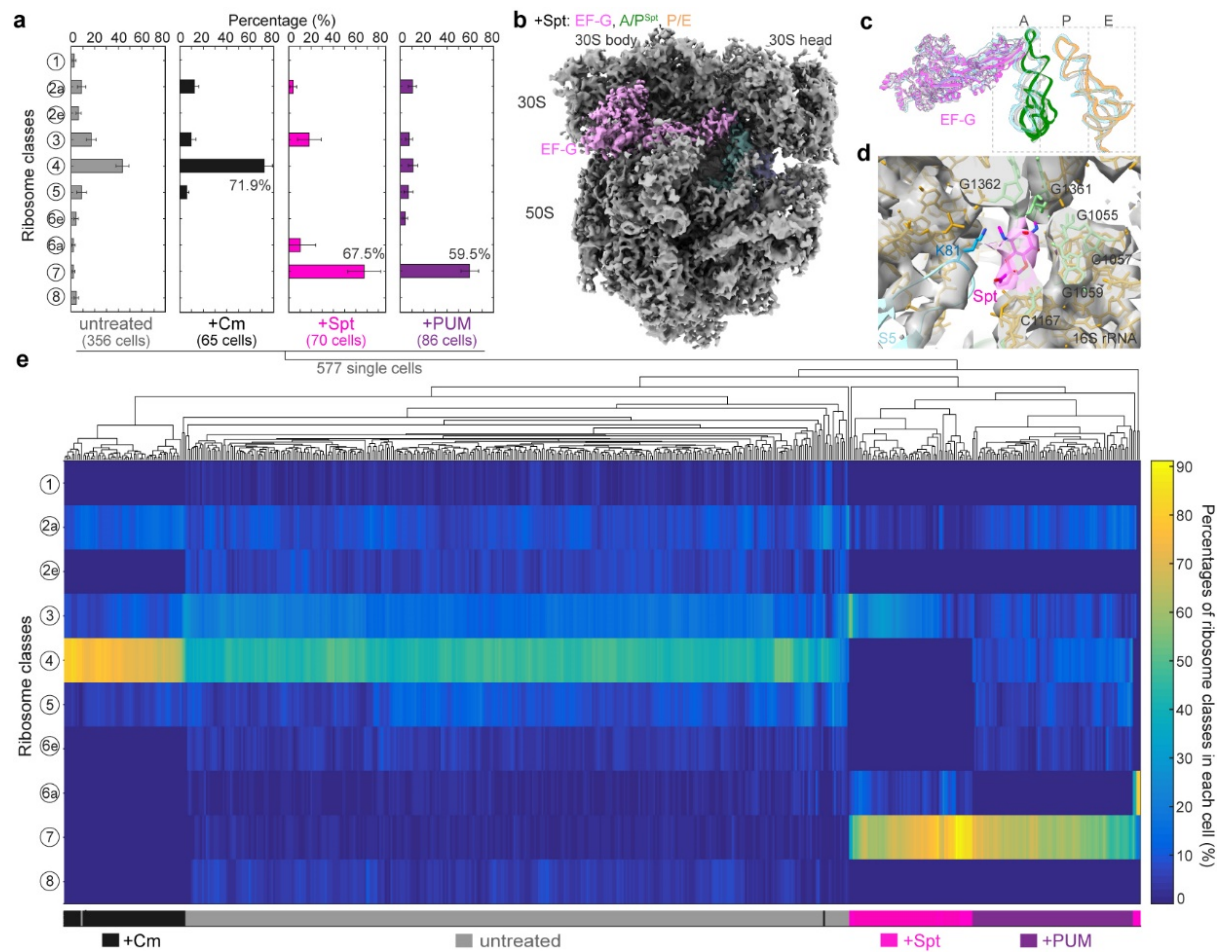 a
Percentage (%)
0 20 40 60 80 0 20 40 60 80 0 20 40 60 80 0 20 40 60 80
Ribosome classes
1
2a
2e
3
4
5
6e
6a
7
8
71.9%
67.5%
59.5%
untreated
(356 cells)
+Cm
(65 cells)
+Spt
(70 cells)
+PUM
(86 cells)
577 single cells
b
+Spt: EF-G, A/PSpt, P/E
30S body
30S head
30S
EF-G
50S
c
A P E
EF-G
d
G1362
G1361
G1055
K81
G1057
Spt
G1059
C1167
S5
16S rRNA
e
Ribosome classes
1
2a
2e
3
4
5
6e
6a
7
8
90
80
70
60
50
40
30
20
10
0
Percentages of ribosome classes in each cell (%)
+Cm
untreated
+Spt
+PUM